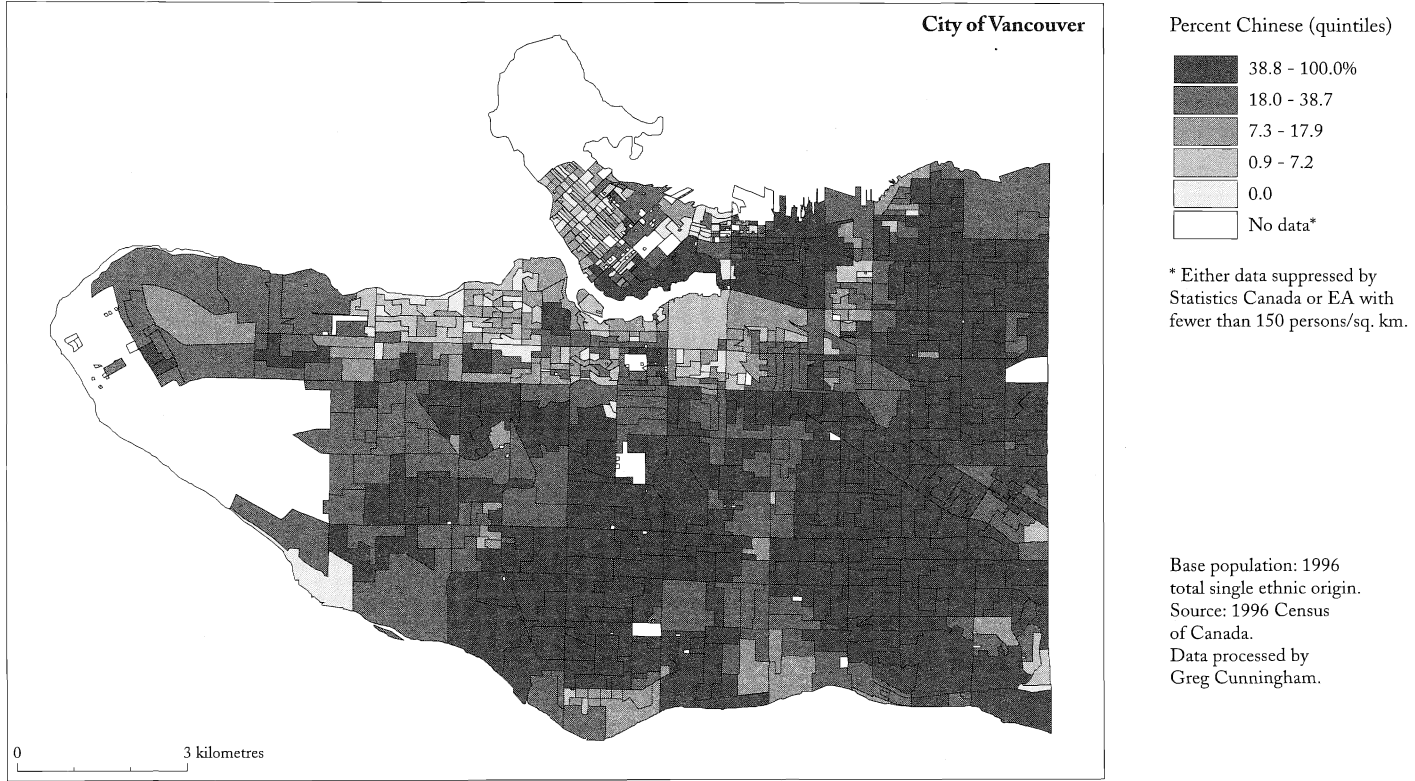 City of Vancouver
Percent Chinese (quintiles)
38.8 - 100.0%
18.0 - 38.7
7.3 - 17.9
0.9 - 7.2
0.0
No data*
* Either data suppressed by
Statistics Canada or EA with
fewer than 150 persons/sq. km.
Base population: 1996
total single ethnic origin.
Source: 1996 Census
of Canada.
Data processed by
Greg Cunningham.
0 3 kilometres